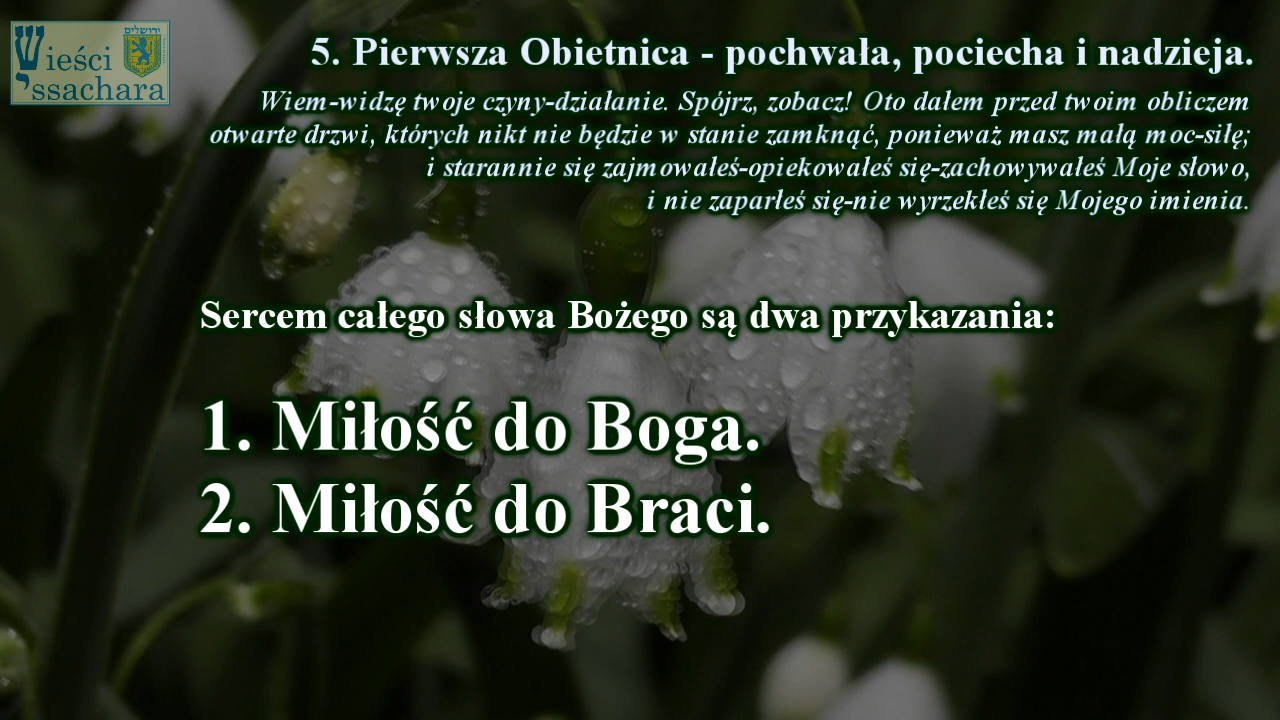 ירושלים
Wieści
Yssachara
5. Pierwsza Obietnica - pochwała, pociecha i nadzieja.
Wiem-widzę twoje czyny-działanie. Spójrz, zobacz! Oto dałem przed twoim obliczem
otwarte drzwi, których nikt nie będzie w stanie zamknąć, ponieważ masz małą moc-siłę;
i starannie się zajmowałeś-opiekowałeś się-zachowywałeś Moje słowo,
i nie zaparłeś się-nie wyrzekłeś się Mojego imienia.
Sercem całego słowa Bożego są dwa przykazania:
1. Miłość do Boga.
2. Miłość do Braci.